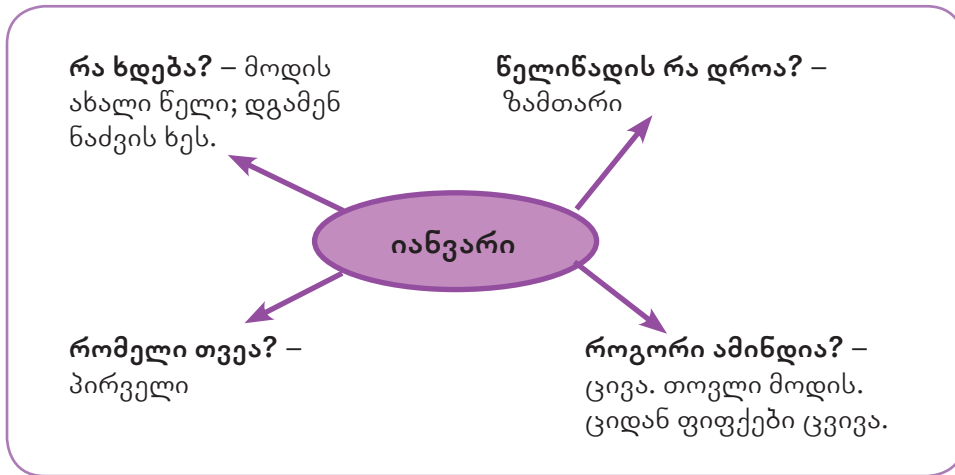 რა ხდება? – მოდის
ახალი წელი; დგამენ
ნაძვის ხეს.
წელიწადის რა დროა? –
ზამთარი
იანვარი
რომელი თვეა? –
პირველი
როგორი ამინდია? –
ცივა. თოვლი მოდის.
ციდან ფიფქები ცვივა.